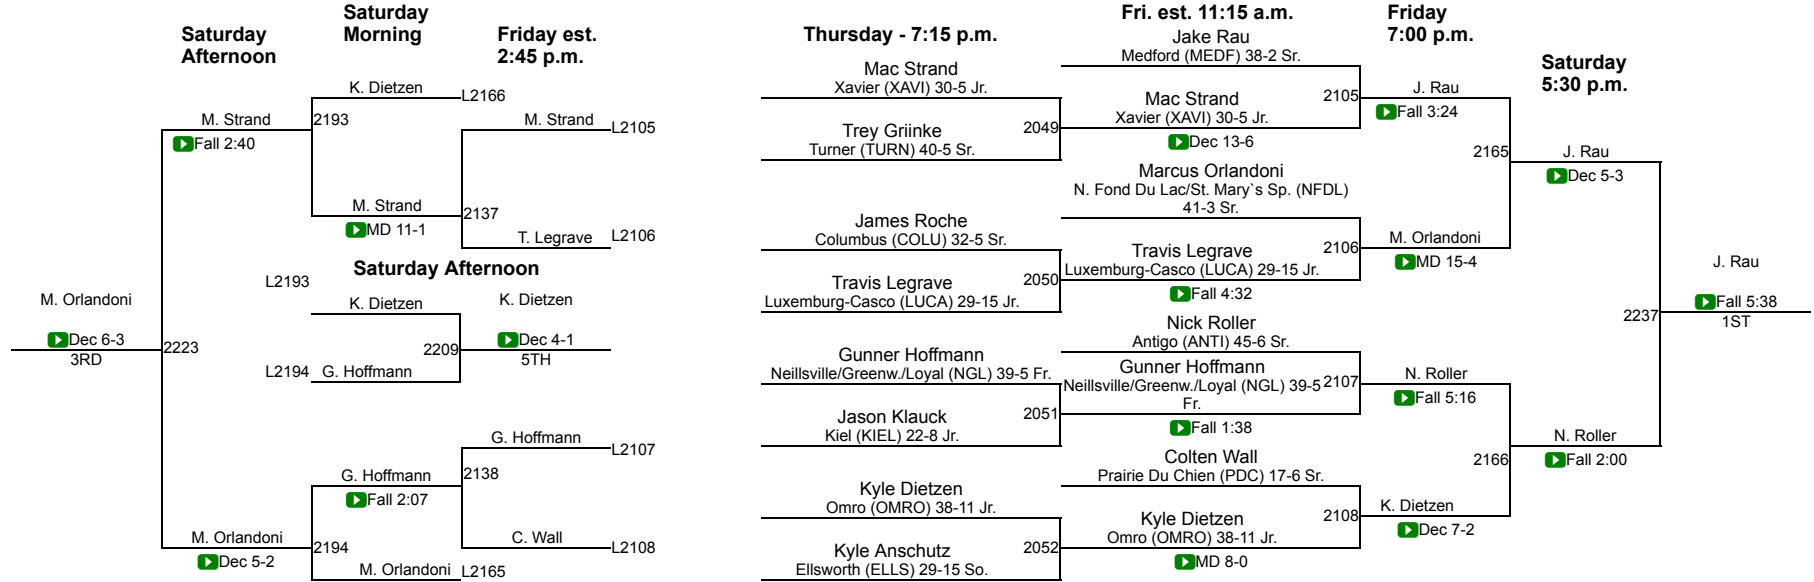 Saturday
Afternoon
Saturday
Morning
Friday est.
2:45 p.m.
K. Dietzen
L2166
M. Strand
2193
Fall 2:40
M. Strand
L2105
M. Strand
2137
MD 11-1
T. Legrave
L2106
Saturday Afternoon
L2193
M. Orlandoni
K. Dietzen
K. Dietzen
Dec 6-3
3RD
2223
2209
Dec 4-1
5TH
L2194
G. Hoffmann
G. Hoffmann
L2107
G. Hoffmann
2138
Fall 2:07
M. Orlandoni
2194
Dec 5-2
C. Wall
L2108
M. Orlandoni
L2165
Thursday - 7:15 p.m.
Mac Strand
Xavier (XAVI) 30-5 Jr.
2049
Trey Griinke
Turner (TURN) 40-5 Sr.
James Roche
Columbus (COLU) 32-5 Sr.
2050
Travis Legrave
Luxemburg-Casco (LUCA) 29-15 Jr.
Gunner Hoffmann
Neillsville/Greenw./Loyal (NGL) 39-5 Fr.
2051
Jason Klauck
Kiel (KIEL) 22-8 Jr.
Kyle Dietzen
Omro (OMRO) 38-11 Jr.
2052
Kyle Anschutz
Ellsworth (ELLS) 29-15 So.
Fri. est. 11:15 a.m.
Jake Rau
Medford (MEDF) 38-2 Sr.
2105
Mac Strand
Xavier (XAVI) 30-5 Jr.
Dec 13-6
Marcus Orlandoni
N. Fond Du Lac/St. Mary`s Sp. (NFDL)
41-3 Sr.
2106
Travis Legrave
Luxemburg-Casco (LUCA) 29-15 Jr.
Fall 4:32
Nick Roller
Antigo (ANTI) 45-6 Sr.
2107
Gunner Hoffmann
Neillsville/Greenw./Loyal (NGL) 39-5
Fr.
Fall 1:38
Colten Wall
Prairie Du Chien (PDC) 17-6 Sr.
2108
Kyle Dietzen
Omro (OMRO) 38-11 Jr.
MD 8-0
Friday
7:00 p.m.
J. Rau
Fall 3:24
2165
M. Orlandoni
MD 15-4
N. Roller
Fall 5:16
2166
K. Dietzen
Dec 7-2
Saturday
5:30 p.m.
J. Rau
Dec 5-3
2237
N. Roller
Fall 2:00
J. Rau
Fall 5:38
1ST